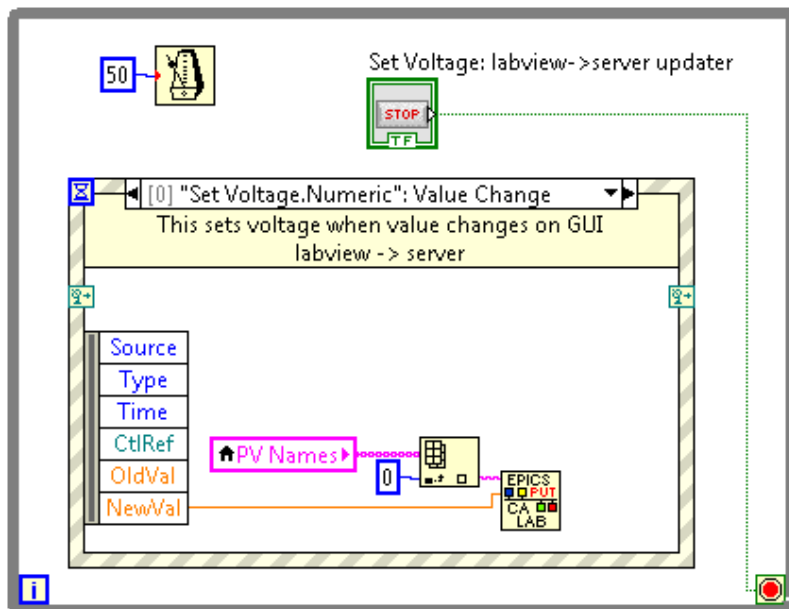 50
Set Voltage: labview->server updater
STOP
TF
[0] "Set Voltage.Numeric": Value Change
This sets voltage when value changes on GUI
labview -> server
Source
Type
Time
CtlRef
OldVal
NewVal
PV Names
0
EPICS
PUT
CA
LAB
i